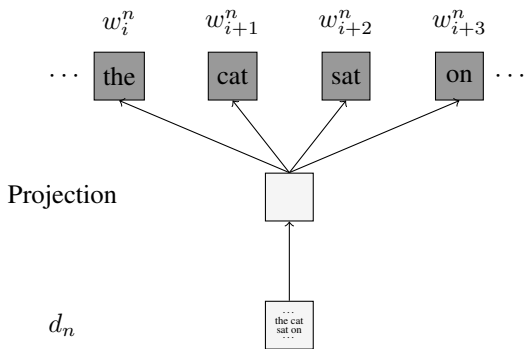 w_i^n w_{i+1}^n w_{i+2}^n w_{i+3}^n
⋯ the cat sat on ⋯
Projection
d_n
⋯
the cat
sat on
⋯